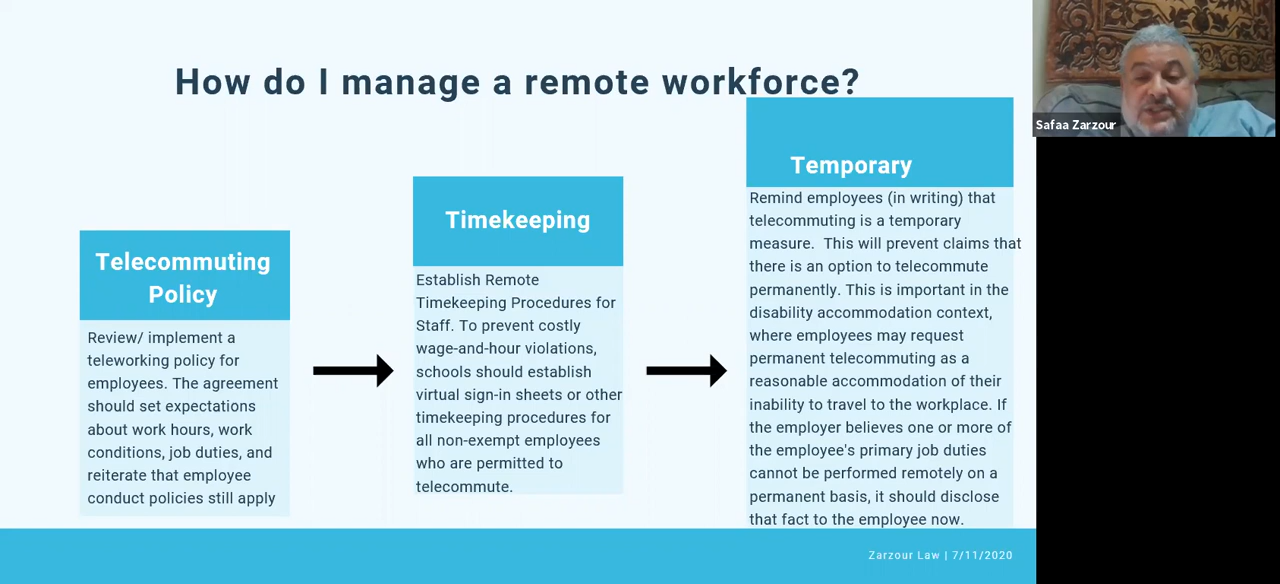 How do I manage a remote workforce?
Safaa Zarzour
Telecommuting
Policy
Review/ implement a
teleworking policy for
employees. The agreement
should set expectations
about work hours, work
conditions, job duties, and
reiterate that employee
conduct policies still apply
Timekeeping
Establish Remote
Timekeeping Procedures for
Staff. To prevent costly
wage-and-hour violations,
schools should establish
virtual sign-in sheets or other
timekeeping procedures for
all non-exempt employees
who are permitted to
telecommute.
Temporary
Remind employees (in writing) that
telecommuting is a temporary
measure.  This will prevent claims that
there is an option to telecommute
permanently. This is important in the
disability accommodation context,
where employees may request
permanent telecommuting as a
reasonable accommodation of their
inability to travel to the workplace. If
the employer believes one or more of
the employee's primary job duties
cannot be performed remotely on a
permanent basis, it should disclose
that fact to the employee now.
Zarzour Law | 7/11/2020